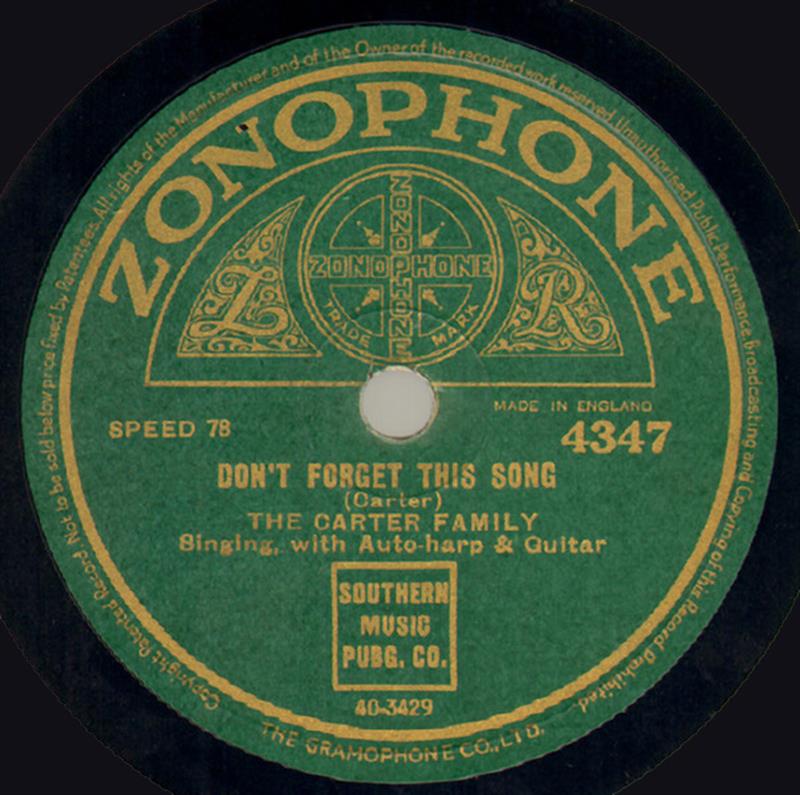 Copyright Patented Record Not to be sold below price fixed by Patentees. All rights of the Manufacturer and of the Owner of the recorded work reserved. Unauthorised Public Performance, Broadcasting and Copying of this Record Prohibited.
ZONOPHONE
ZONOPHONE
ZONOPHONE
TRADE MARK
Z R
MADE IN ENGLAND
SPEED 78
4347
DON'T FORGET THIS SONG
(Carter)
THE CARTER FAMILY
Singing, with Auto-harp & Guitar
SOUTHERN
MUSIC
PUBG. CO.
40-3429
THE GRAMOPHONE CO., LTD.